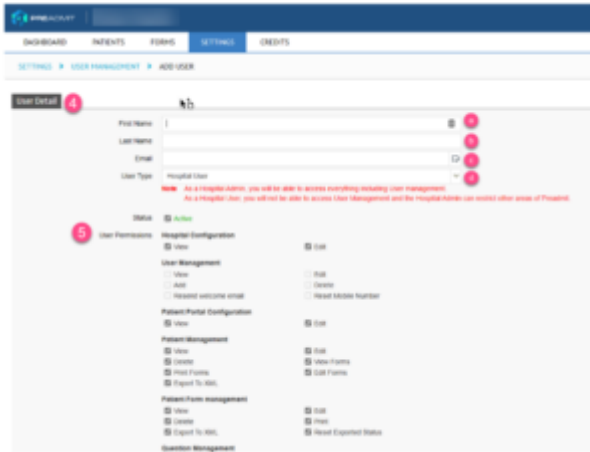 PREADMIT
DASHBOARD PATIENTS FORMS SETTINGS CREDITS
SETTINGS > USER MANAGEMENT > ADD USER
User Detail 4
First Name a
Last Name b
Email c
User Type Hospital User d
Note As a Hospital Admin, you will be able to access everything including User management.
As a Hospital User, you will not be able to access User Management and the Hospital Admin can restrict other areas of Preadmit.
Status Active
5 User Permissions Hospital Configuration
View Edit
User Management
View Edit
Add Delete
Resend welcome email Reset Mobile Number
Patient Portal Configuration
View Edit
Patient Management
View Edit
Delete View Forms
Print Forms Edit Forms
Export To XML
Patient Form management
View Edit
Delete Print
Export To XML Reset Exported Status
Question Management